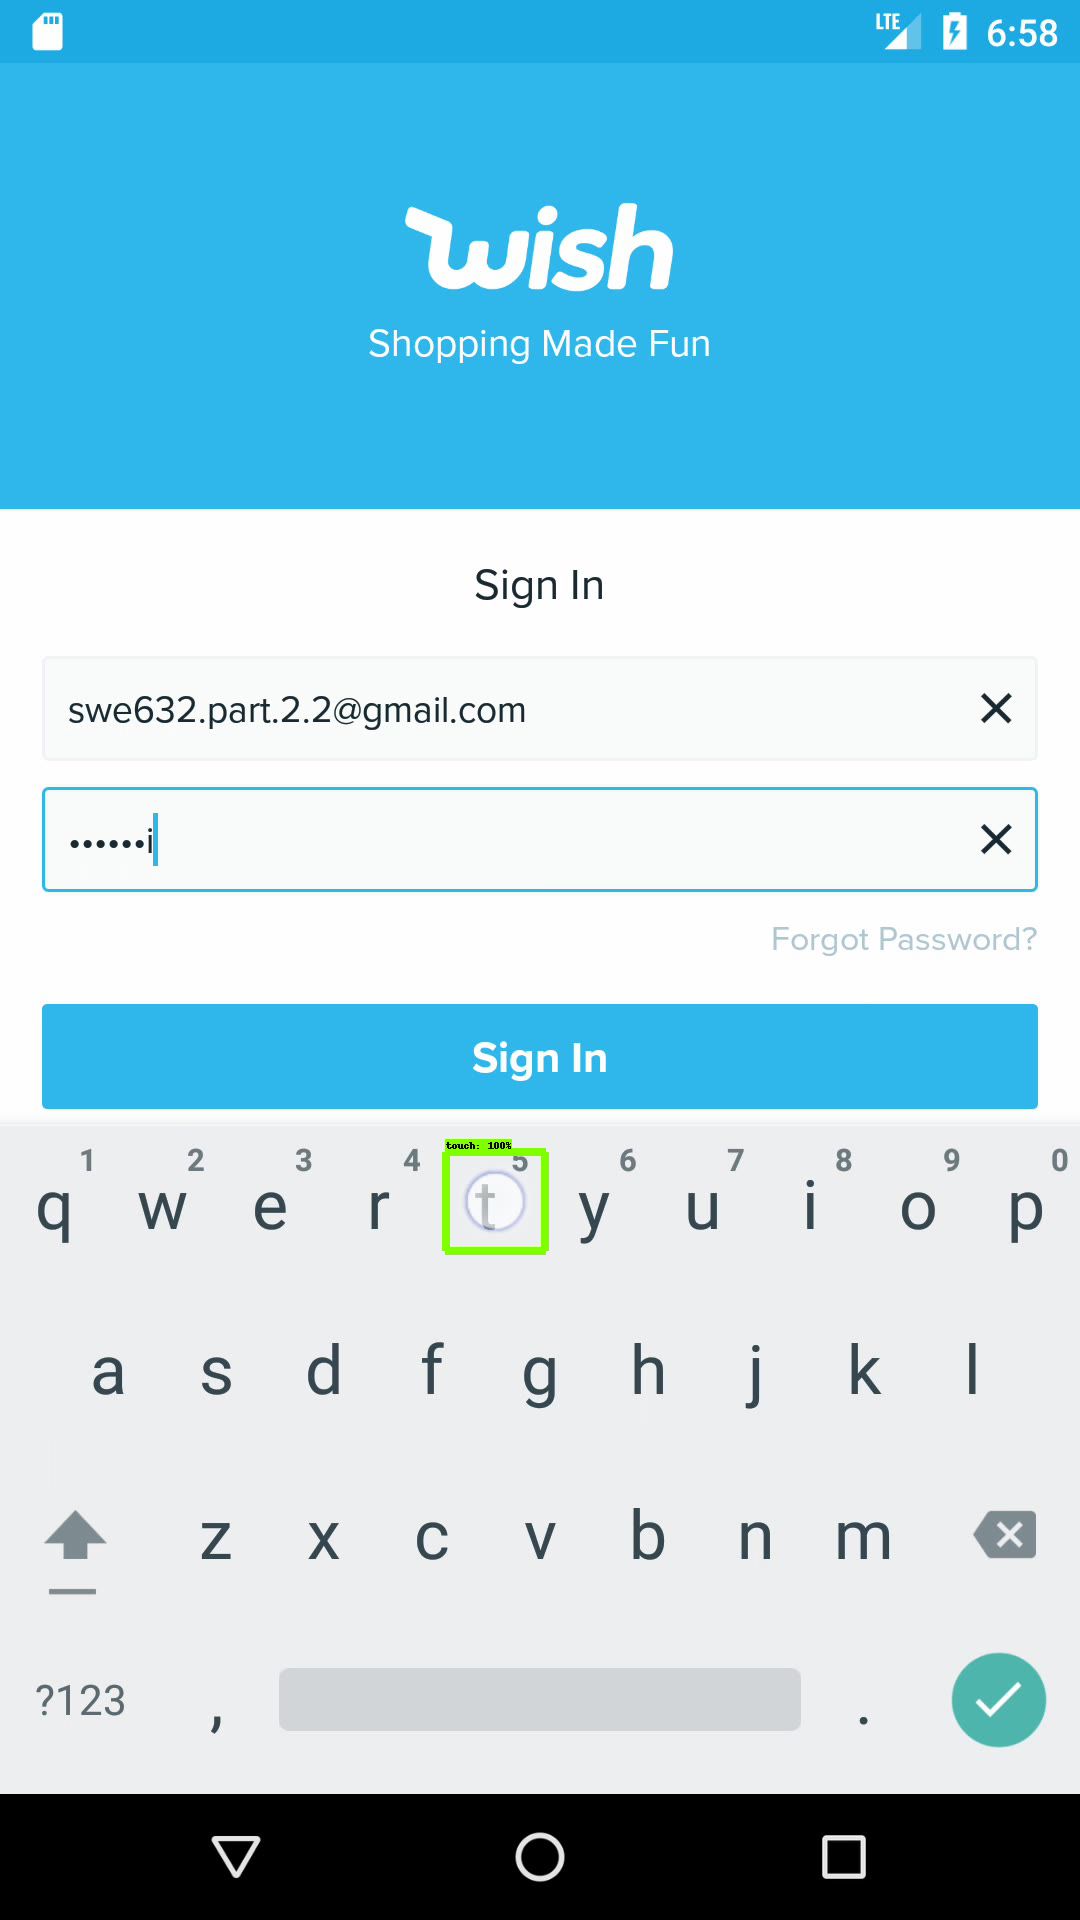 LTE 6:58
wish
Shopping Made Fun
Sign In
swe632.part.2.2@gmail.com
••••••i
Forgot Password?
Sign In
touch: 100%
1 2 3 4 5 6 7 8 9 0
q w e r t y u i o p
a s d f g h j k l
z x c v b n m
?123 , .